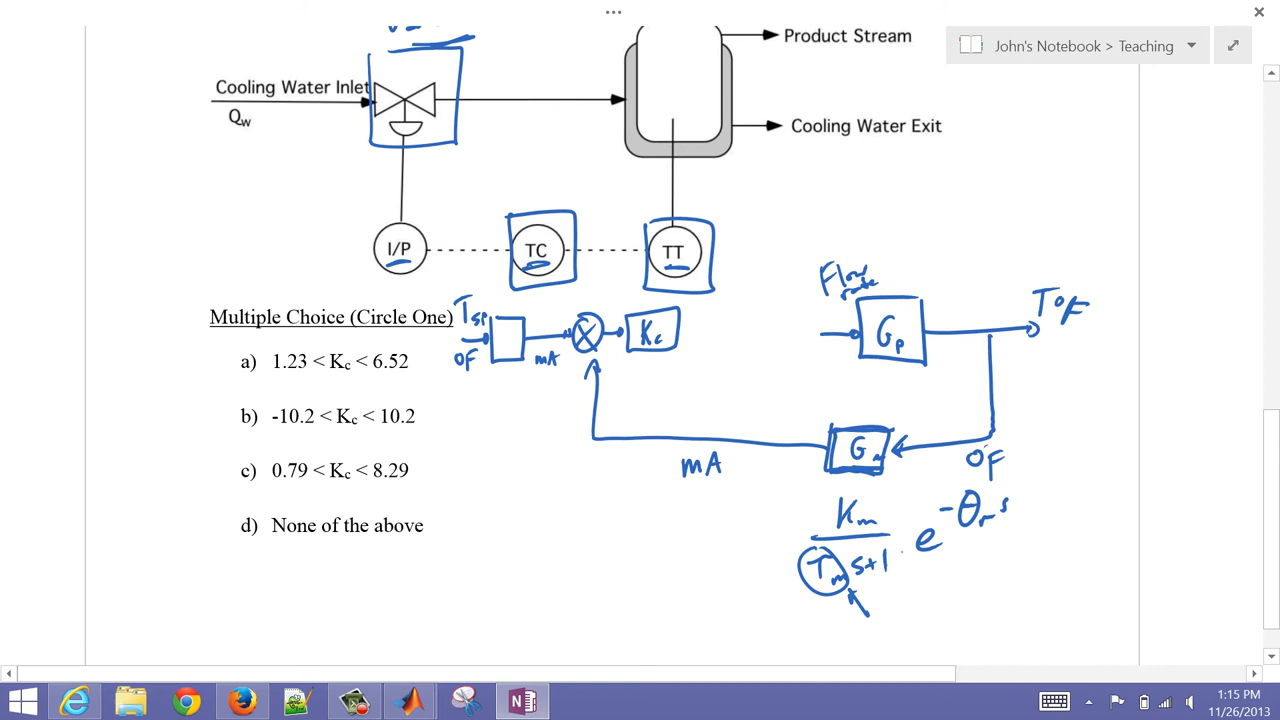 John's Notebook > Teaching
Product Stream
Cooling Water Inlet
Qw
Cooling Water Exit
I/P
TC
TT
Multiple Choice (Circle One)
Tsp
°F
mA
Kc
Flow rate
Gp
T °F
a) 1.23 < Kc < 6.52
b) -10.2 < Kc < 10.2
c) 0.79 < Kc < 8.29
d) None of the above
mA
Gm
°F
Km
τm s+1
e -θm s
1:15 PM
11/26/2013